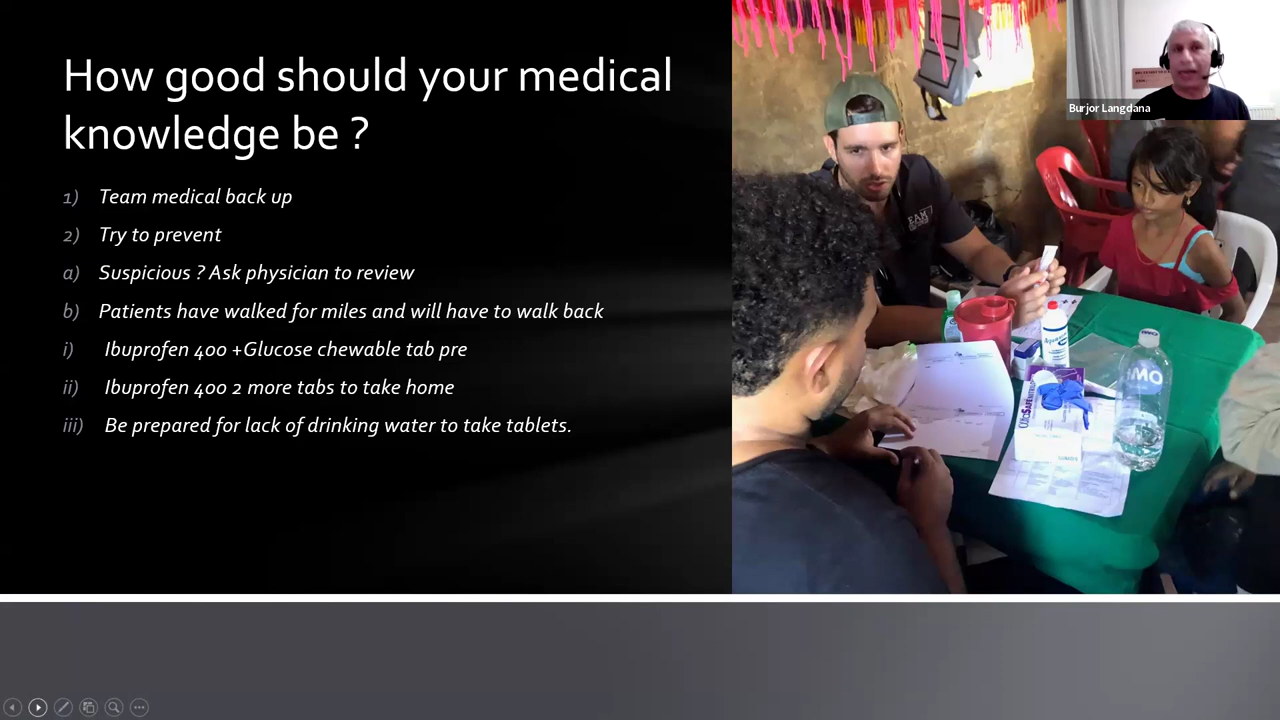 How good should your medical
knowledge be ?
1) Team medical back up
2) Try to prevent
a) Suspicious ? Ask physician to review
b) Patients have walked for miles and will have to walk back
i) Ibuprofen 400 +Glucose chewable tab pre
ii) Ibuprofen 400 2 more tabs to take home
iii) Be prepared for lack of drinking water to take tablets.
Burjor Langdana